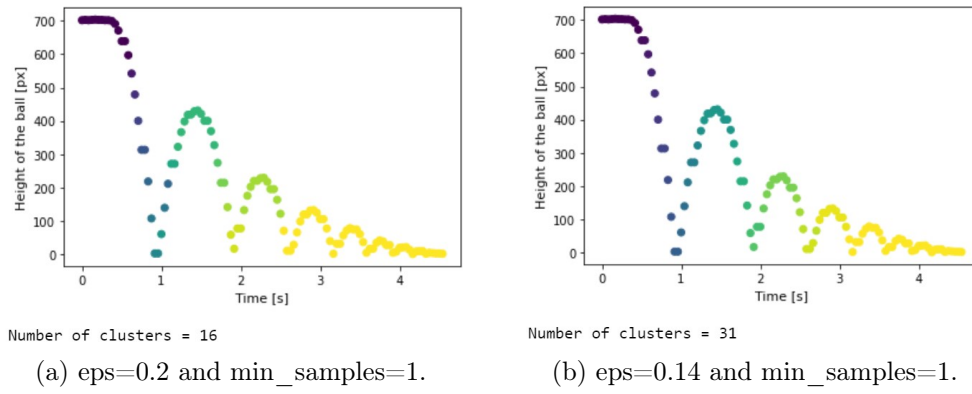 700
600
500
400
300
200
100
0
Height of the ball [px]
0 1 2 3 4
Time [s]
Number of clusters = 16
(a) eps=0.2 and min_samples=1.
700
600
500
400
300
200
100
0
Height of the ball [px]
0 1 2 3 4
Time [s]
Number of clusters = 31
(b) eps=0.14 and min_samples=1.